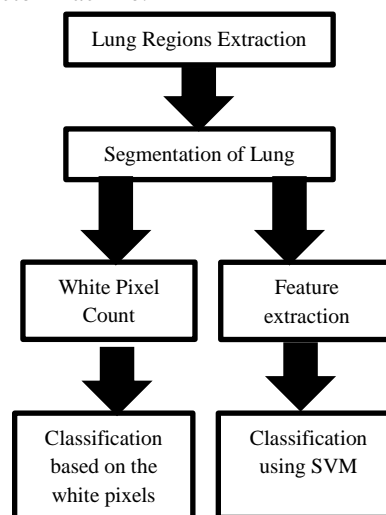 Lung Regions Extraction
Segmentation of Lung
White Pixel
Count
Feature
extraction
Classification
based on the
white pixels
Classification
using SVM